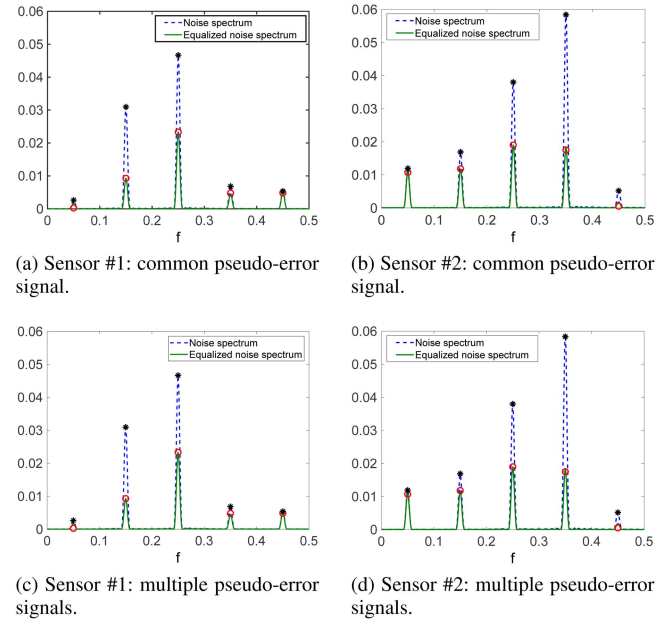 0.06
0.05
0.04
0.03
0.02
0.01
0
Noise spectrum
Equalized noise spectrum
0 0.1 0.2 0.3 0.4 0.5
f
(a) Sensor #1: common pseudo-error
signal.
0.06
0.05
0.04
0.03
0.02
0.01
0
Noise spectrum
Equalized noise spectrum
0 0.1 0.2 0.3 0.4 0.5
f
(b) Sensor #2: common pseudo-error
signal.
0.06
0.05
0.04
0.03
0.02
0.01
0
Noise spectrum
Equalized noise spectrum
0 0.1 0.2 0.3 0.4 0.5
f
(c) Sensor #1: multiple pseudo-error
signals.
0.06
0.05
0.04
0.03
0.02
0.01
0
Noise spectrum
Equalized noise spectrum
0 0.1 0.2 0.3 0.4 0.5
f
(d) Sensor #2: multiple pseudo-error
signals.